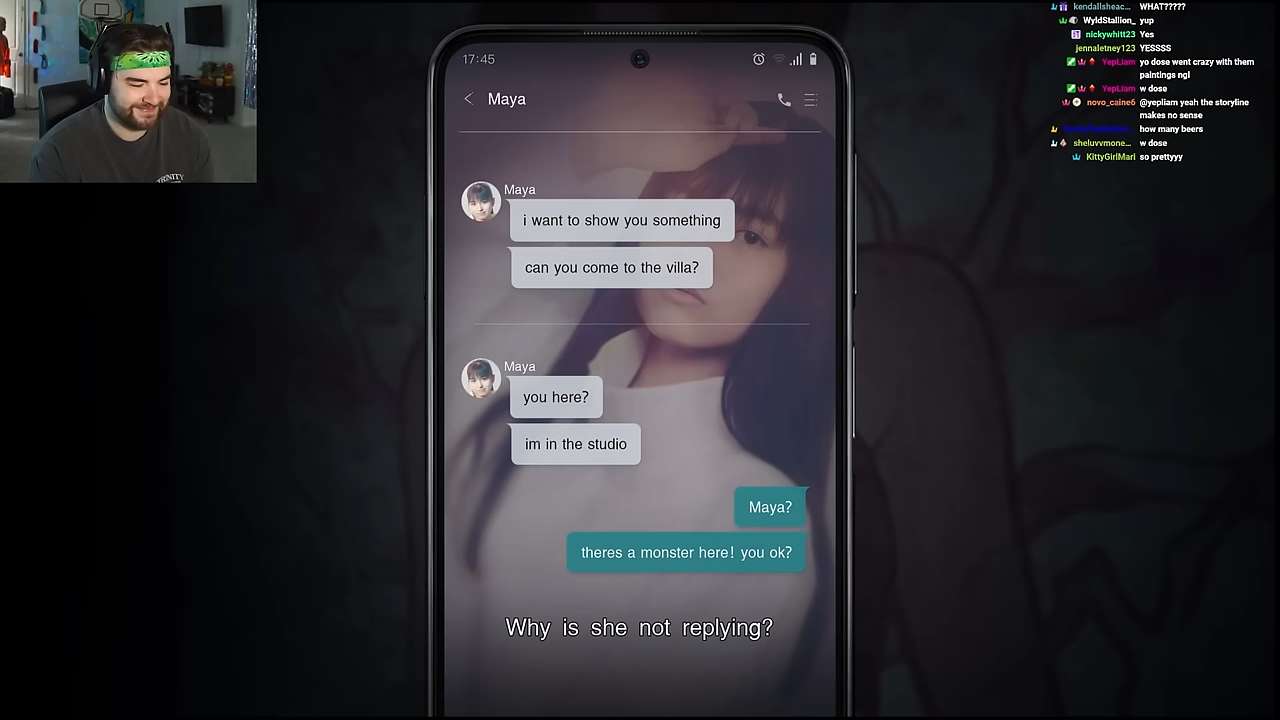 17:45
Maya
Maya
i want to show you something
can you come to the villa?
Maya
you here?
im in the studio
Maya?
theres a monster here! you ok?
Why is she not replying?
TRINITY
kendallsheac... WHAT?????
WyldStallion_ yup
nickywhitt23 Yes
jennaletney123 YESSSS
YepLiam yo dose went crazy with them
paintings ngl
YepLiam w dose
novo_caine6 @yepliam yeah the storyline
makes no sense
how many beers
sheluvvmone... w dose
KittyGirlMari so prettyyy